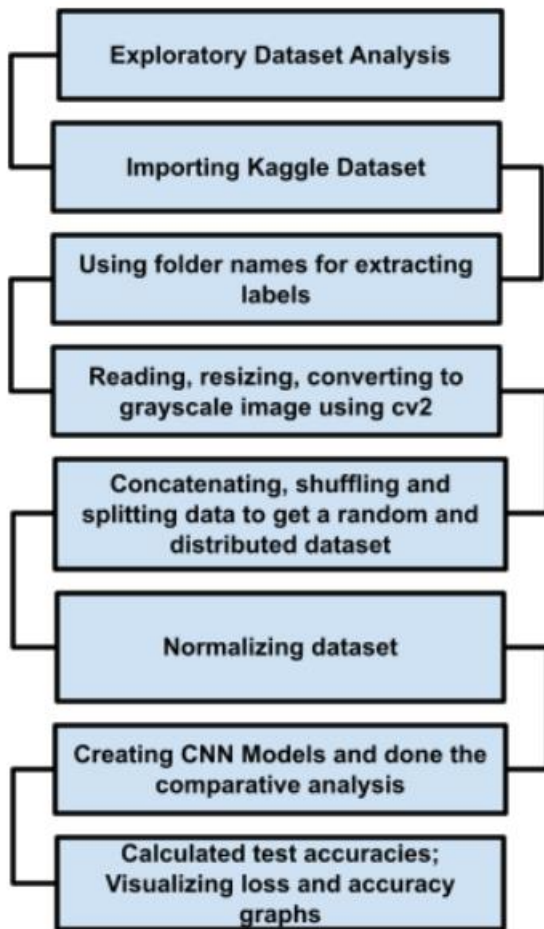 Exploratory Dataset Analysis
Importing Kaggle Dataset
Using folder names for extracting
labels
Reading, resizing, converting to
grayscale image using cv2
Concatenating, shuffling and
splitting data to get a random and
distributed dataset
Normalizing dataset
Creating CNN Models and done the
comparative analysis
Calculated test accuracies;
Visualizing loss and accuracy
graphs